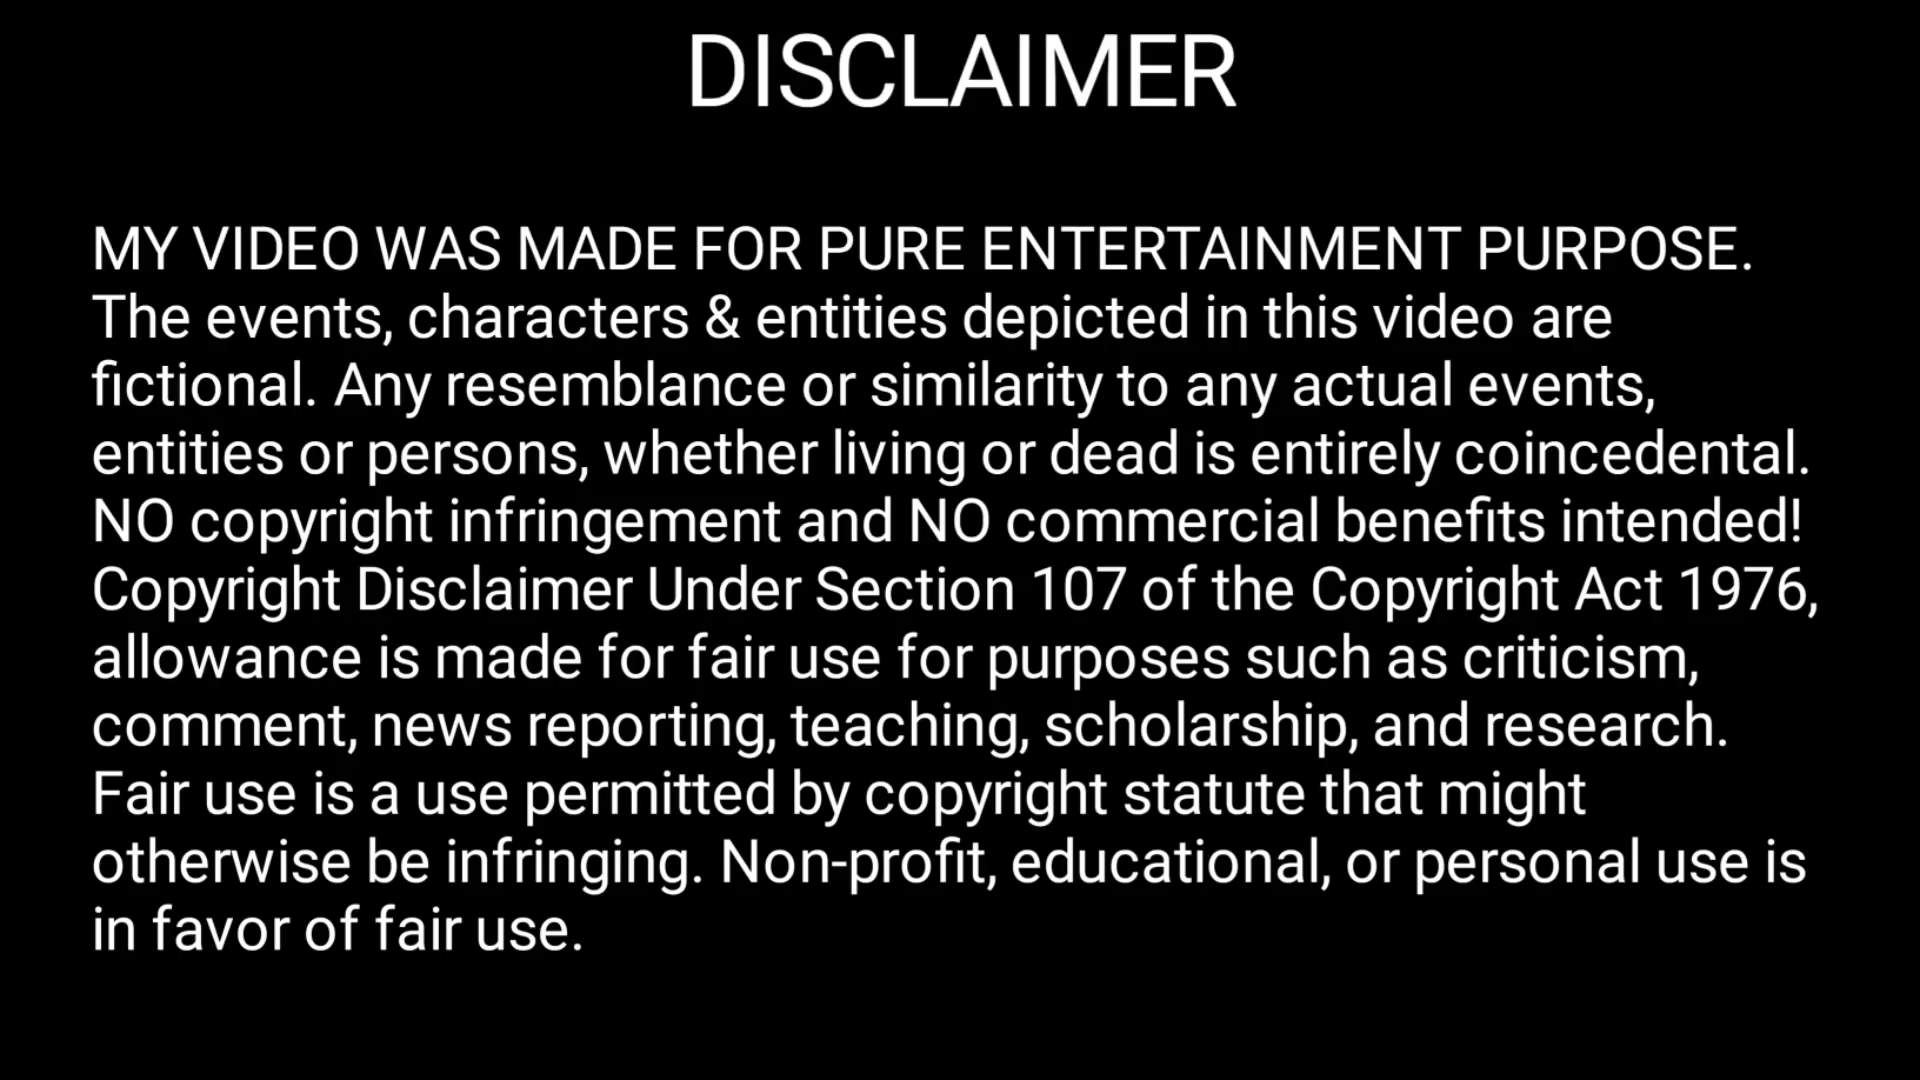 DISCLAIMER
MY VIDEO WAS MADE FOR PURE ENTERTAINMENT PURPOSE.
The events, characters & entities depicted in this video are
fictional. Any resemblance or similarity to any actual events,
entities or persons, whether living or dead is entirely coincedental.
NO copyright infringement and NO commercial benefits intended!
Copyright Disclaimer Under Section 107 of the Copyright Act 1976,
allowance is made for fair use for purposes such as criticism,
comment, news reporting, teaching, scholarship, and research.
Fair use is a use permitted by copyright statute that might
otherwise be infringing. Non-profit, educational, or personal use is
in favor of fair use.